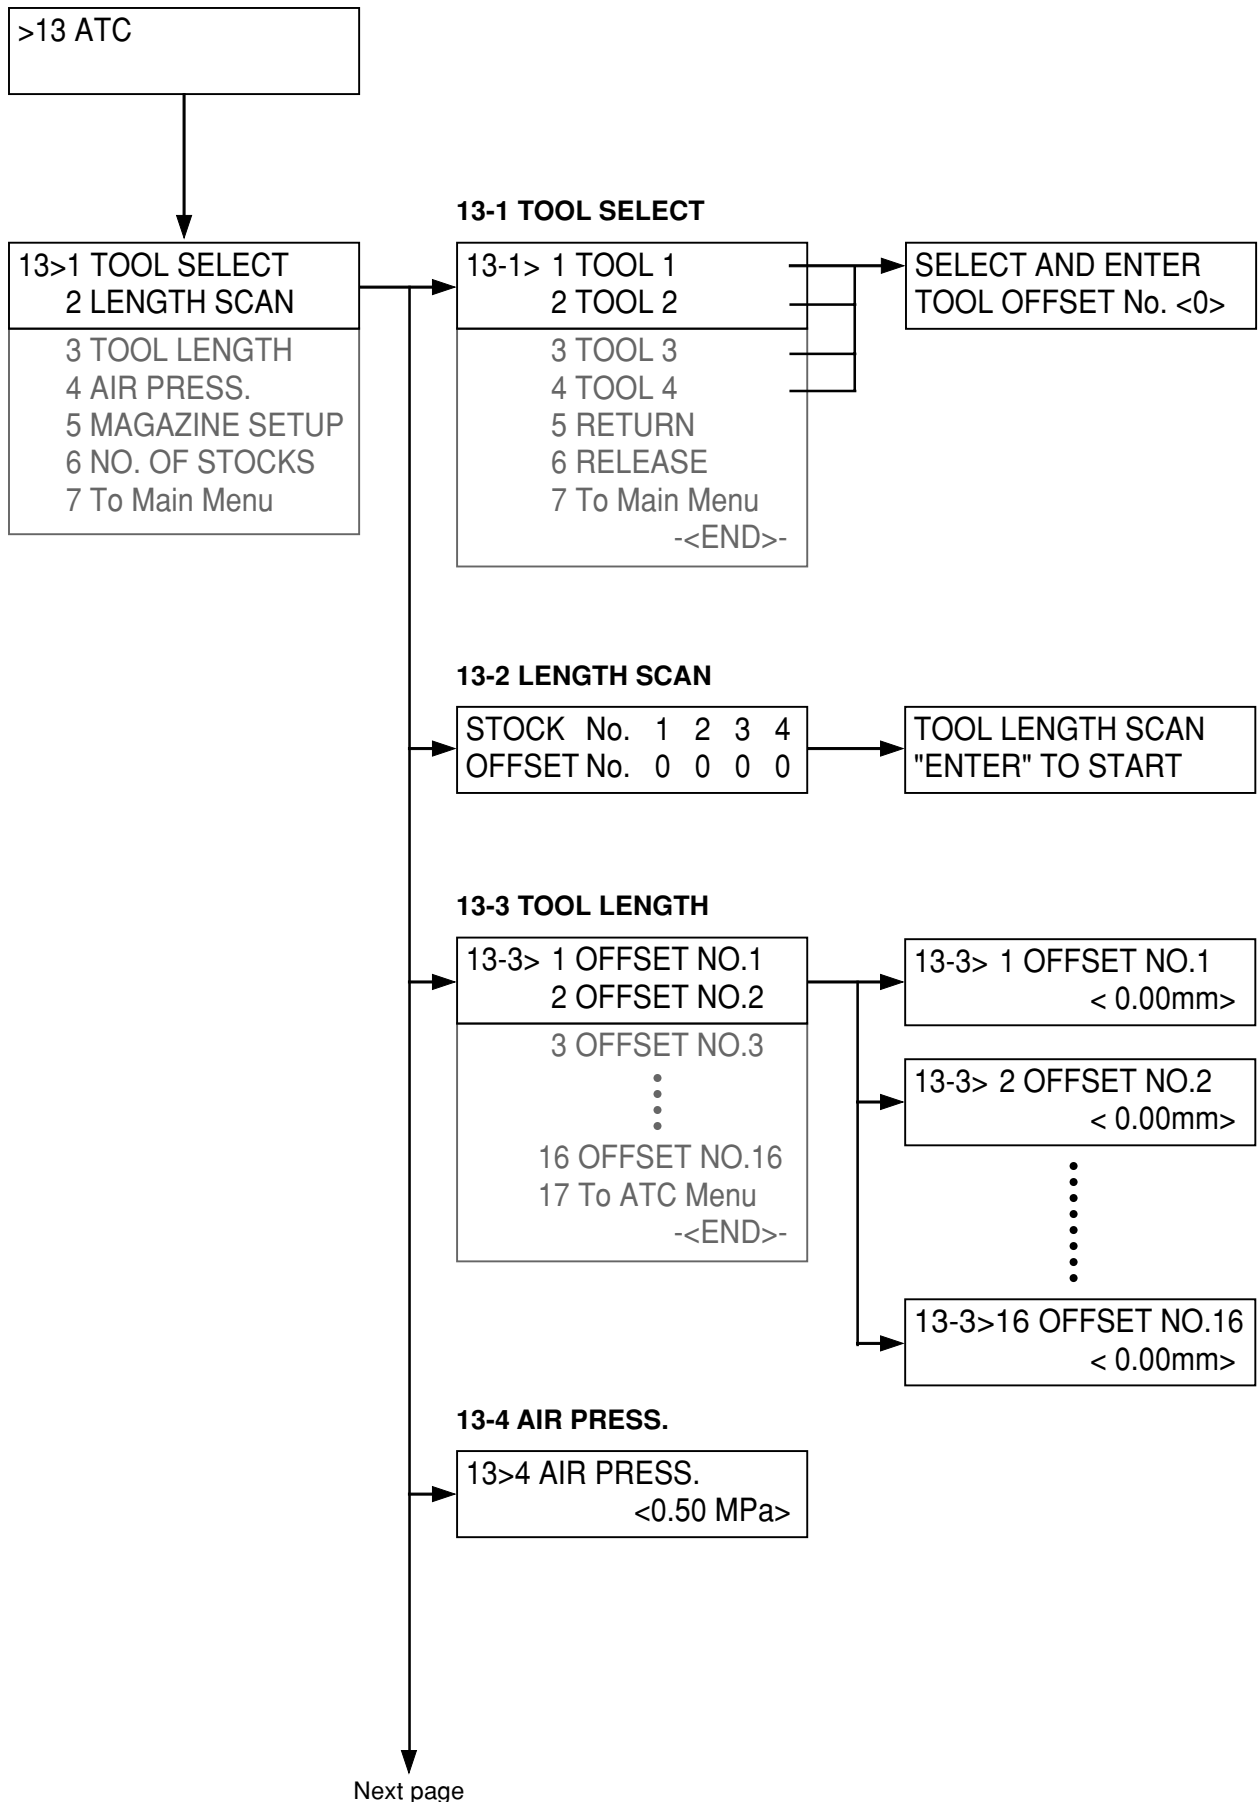 >13 ATC
13>1 TOOL SELECT
2 LENGTH SCAN
3 TOOL LENGTH
4 AIR PRESS.
5 MAGAZINE SETUP
6 NO. OF STOCKS
7 To Main Menu
13-1 TOOL SELECT
13-1> 1 TOOL 1
2 TOOL 2
3 TOOL 3
4 TOOL 4
5 RETURN
6 RELEASE
7 To Main Menu
-<END>-
SELECT AND ENTER
TOOL OFFSET No. <0>
13-2 LENGTH SCAN
STOCK No. 1 2 3 4
OFFSET No. 0 0 0 0
TOOL LENGTH SCAN
"ENTER" TO START
13-3 TOOL LENGTH
13-3> 1 OFFSET NO.1
2 OFFSET NO.2
3 OFFSET NO.3
16 OFFSET NO.16
17 To ATC Menu
-<END>-
13-3> 1 OFFSET NO.1
< 0.00mm>
13-3> 2 OFFSET NO.2
< 0.00mm>
13-3>16 OFFSET NO.16
< 0.00mm>
13-4 AIR PRESS.
13>4 AIR PRESS.
<0.50 MPa>
Next page